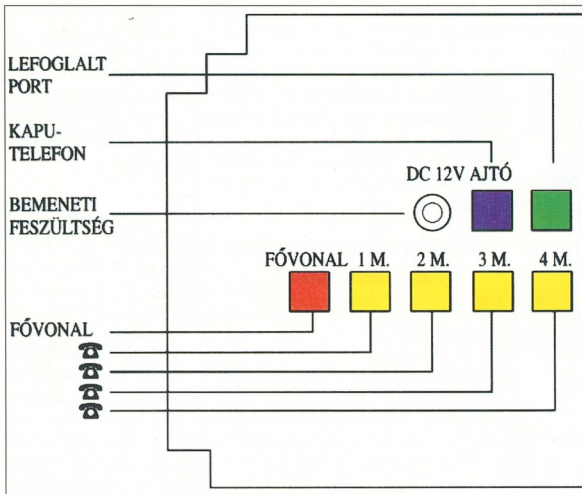 LEFOGLALT
PORT
KAPU-
TELEFON
DC 12V AJTÓ
BEMENETI
FESZÜLTSÉG
FŐVONAL 1 M. 2 M. 3 M. 4 M.
FŐVONAL